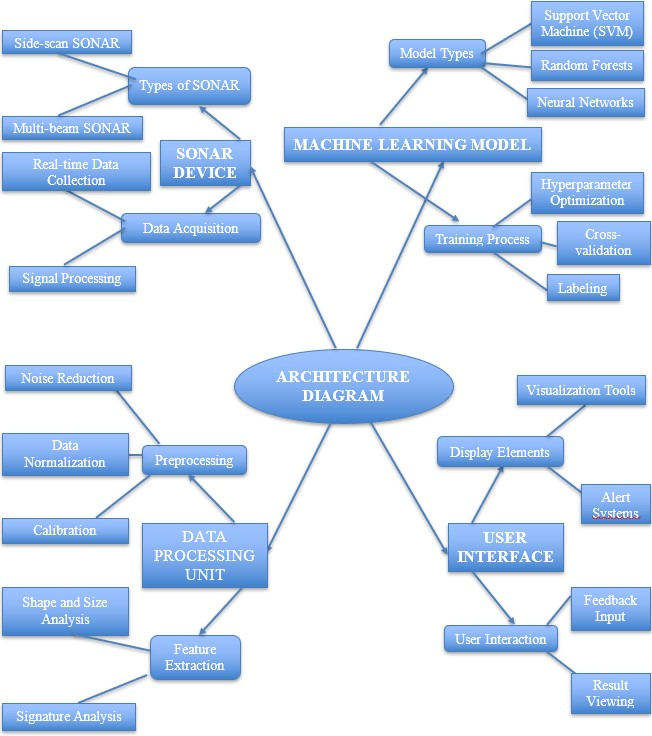 Side-scan SONAR
Types of SONAR
Multi-beam SONAR
SONAR
DEVICE
Real-time Data
Collection
Data Acquisition
Signal Processing
Model Types
Support Vector
Machine (SVM)
Random Forests
Neural Networks
MACHINE LEARNING MODEL
Hyperparameter
Optimization
Training Process
Cross-
validation
Labeling
ARCHITECTURE
DIAGRAM
Noise Reduction
Data
Normalization
Preprocessing
Calibration
DATA
PROCESSING
UNIT
Shape and Size
Analysis
Feature
Extraction
Signature Analysis
Visualization Tools
Display Elements
Alert
Systems
USER
INTERFACE
Feedback
Input
User Interaction
Result
Viewing